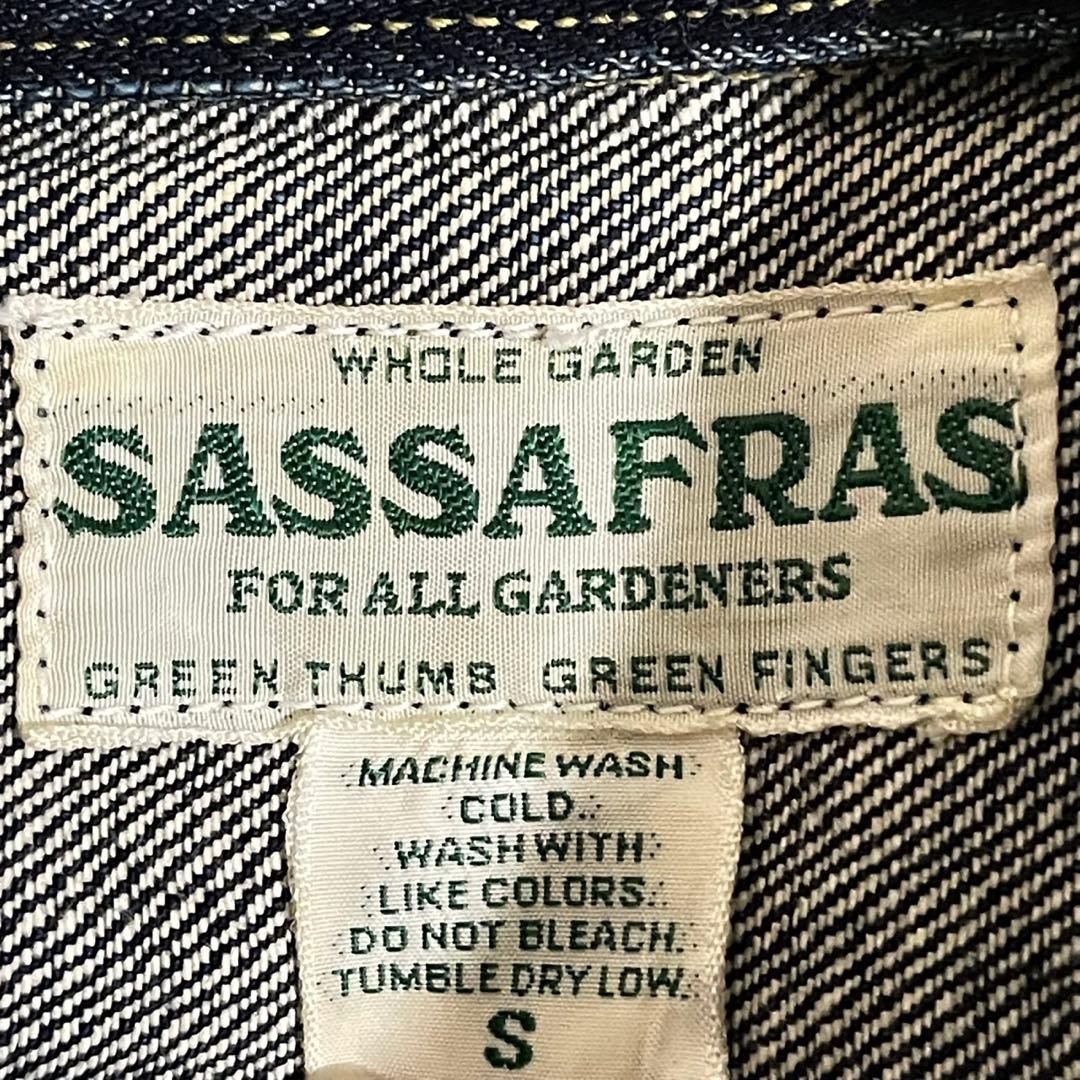 WHOLE GARDEN
SASSAFRAS
FOR ALL GARDENERS
GREEN THUMB GREEN FINGERS
MACHINE WASH
COLD.
WASH WITH
LIKE COLORS.
DO NOT BLEACH.
TUMBLE DRY LOW.
S